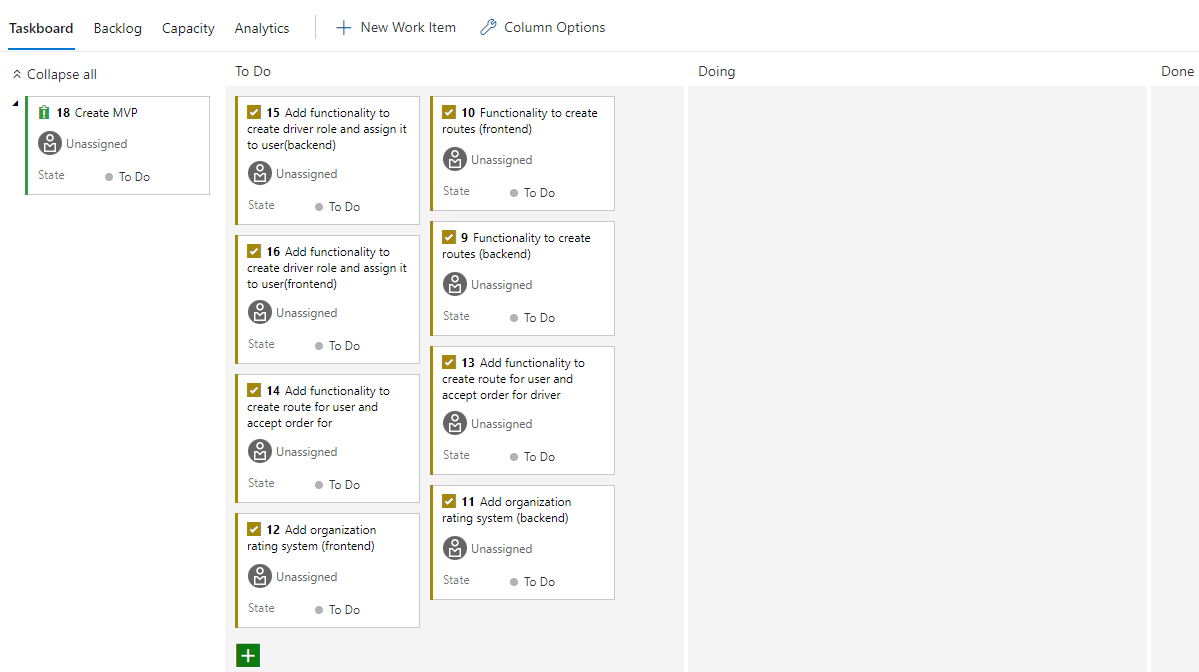 Taskboard
Backlog
Capacity
Analytics
New Work Item
Column Options
Collapse all
To Do
Doing
Done
18 Create MVP
Unassigned
State
To Do
15 Add functionality to
create driver role and assign it
to user(backend)
Unassigned
State
To Do
16 Add functionality to
create driver role and assign it
to user(frontend)
Unassigned
State
To Do
14 Add functionality to
create route for user and
accept order for
Unassigned
State
To Do
12 Add organization
rating system (frontend)
Unassigned
State
To Do
10 Functionality to create
routes (frontend)
Unassigned
State
To Do
9 Functionality to create
routes (backend)
Unassigned
State
To Do
13 Add functionality to
create route for user and
accept order for driver
Unassigned
State
To Do
11 Add organization
rating system (backend)
Unassigned
State
To Do